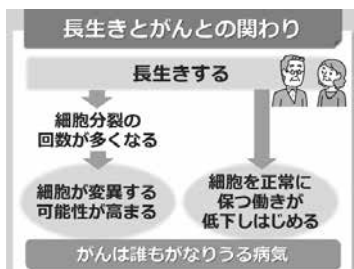 長生きとがんとの関わり
長生きする
細胞分裂の
回数が多くなる
細胞が変異する
可能性が高まる
細胞を正常に
保つ働きが
低下しはじめる
がんは誰もがなりうる病気